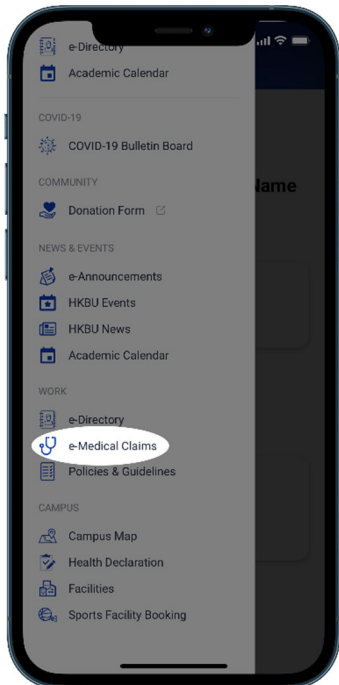 e-Directory
Academic Calendar
COVID-19
COVID-19 Bulletin Board
COMMUNITY
Name
Donation Form
NEWS & EVENTS
e-Announcements
HKBU Events
HKBU News
Academic Calendar
WORK
e-Directory
e-Medical Claims
Policies & Guidelines
CAMPUS
Campus Map
Health Declaration
Facilities
Sports Facility Booking